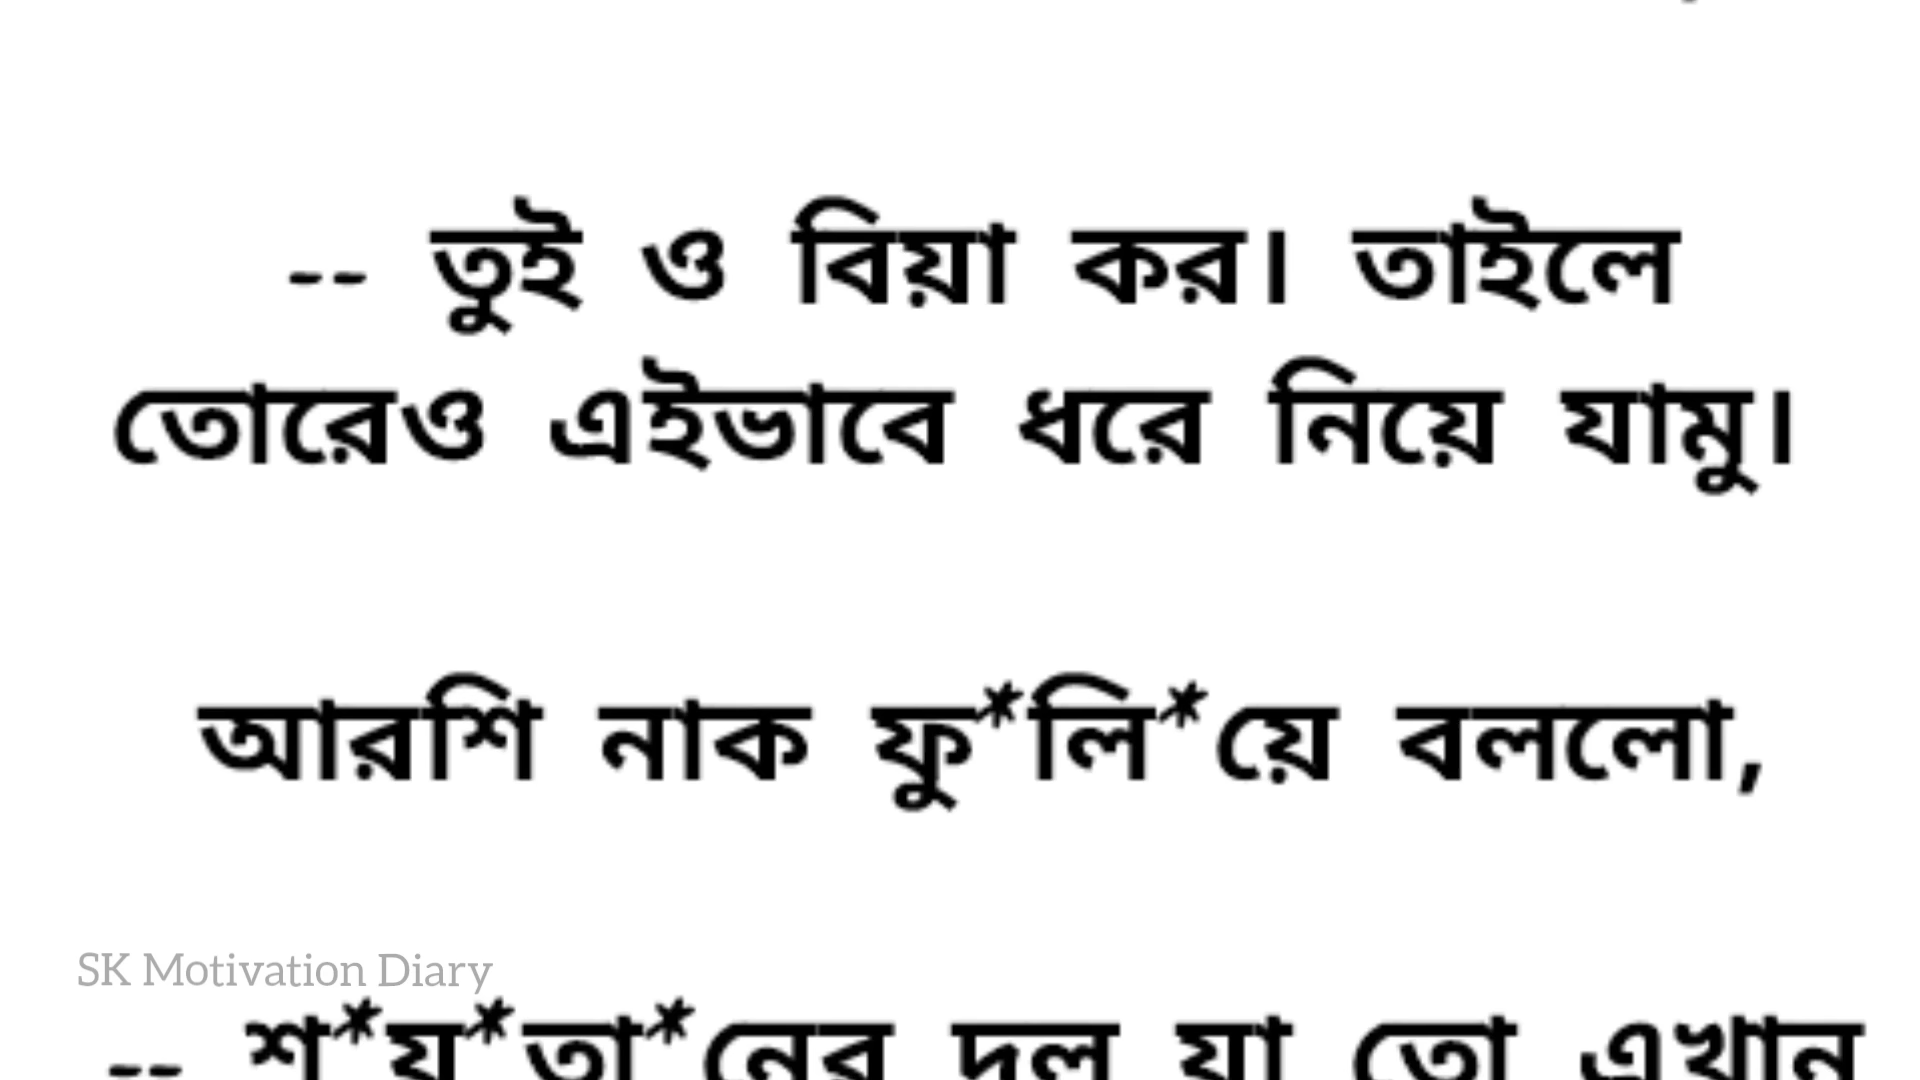 -- তুই ও বিয়া কর। তাইলে
তোরেও এইভাবে ধরে নিয়ে যামু।
আরশি নাক ফু*লি*য়ে বললো,
SK Motivation Diary
-- শ*য়*তা*নের দল যা তো এখান